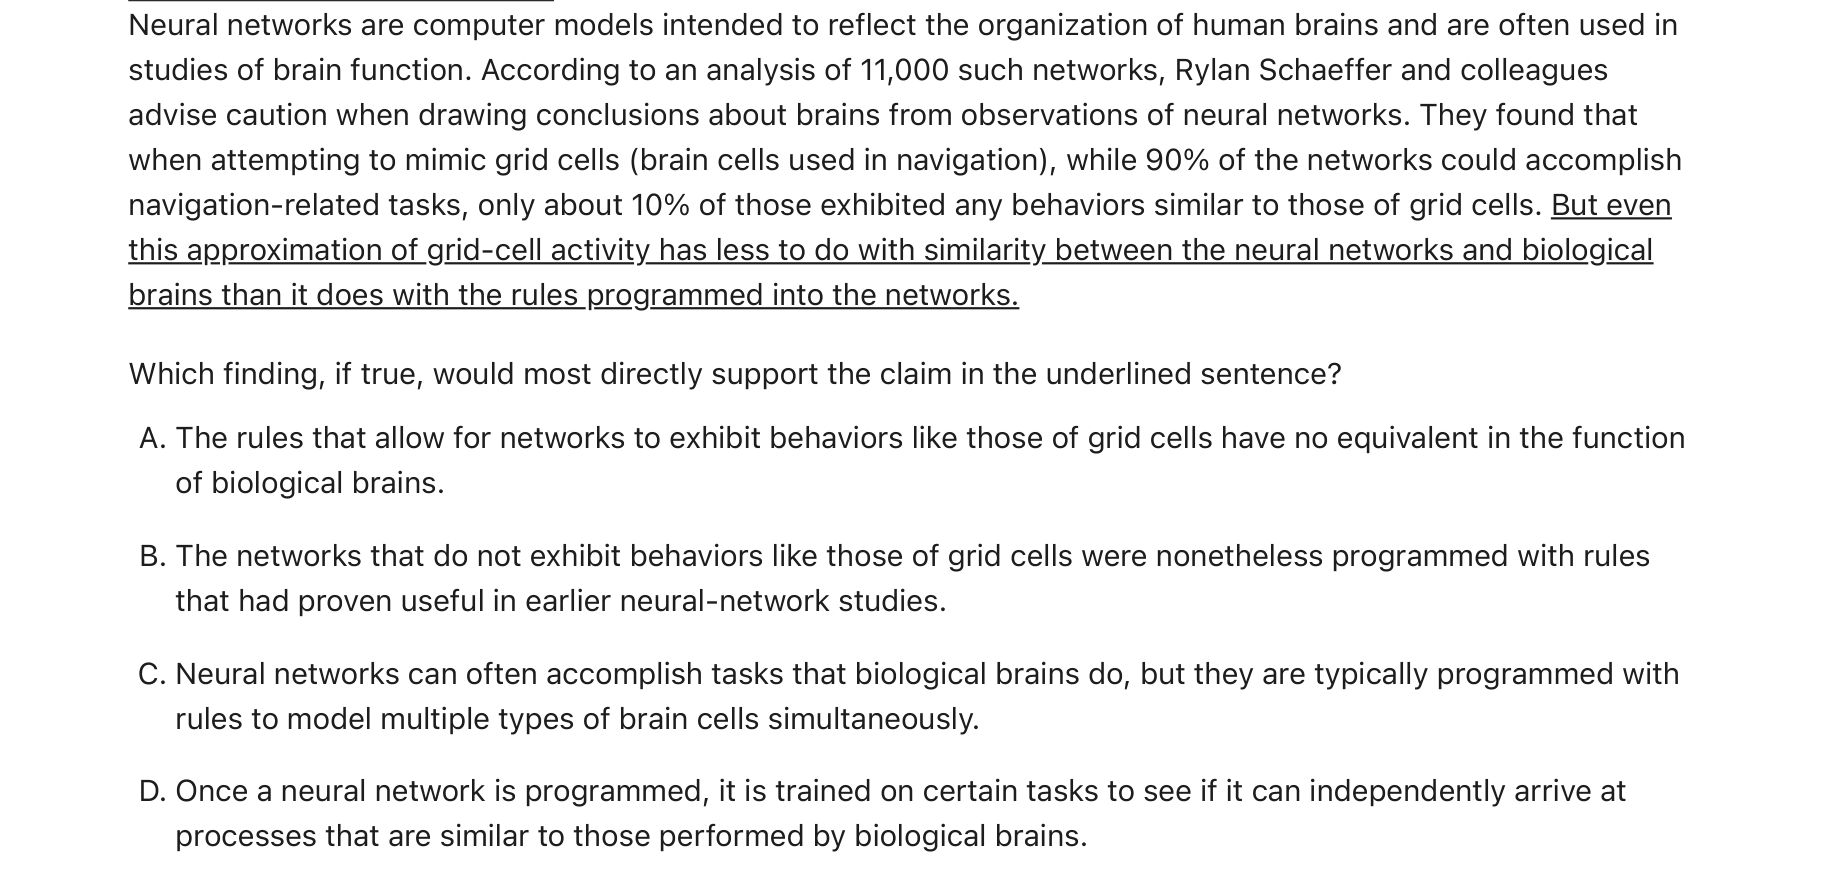 Neural networks are computer models intended to reflect the organization of human brains and are often used in
studies of brain function. According to an analysis of 11,000 such networks, Rylan Schaeffer and colleagues
advise caution when drawing conclusions about brains from observations of neural networks. They found that
when attempting to mimic grid cells (brain cells used in navigation), while 90% of the networks could accomplish
navigation-related tasks, only about 10% of those exhibited any behaviors similar to those of grid cells. But even
this approximation of grid-cell activity has less to do with similarity between the neural networks and biological
brains than it does with the rules programmed into the networks.
Which finding, if true, would most directly support the claim in the underlined sentence?
A. The rules that allow for networks to exhibit behaviors like those of grid cells have no equivalent in the function
of biological brains.
B. The networks that do not exhibit behaviors like those of grid cells were nonetheless programmed with rules
that had proven useful in earlier neural-network studies.
C. Neural networks can often accomplish tasks that biological brains do, but they are typically programmed with
rules to model multiple types of brain cells simultaneously.
D. Once a neural network is programmed, it is trained on certain tasks to see if it can independently arrive at
processes that are similar to those performed by biological brains.